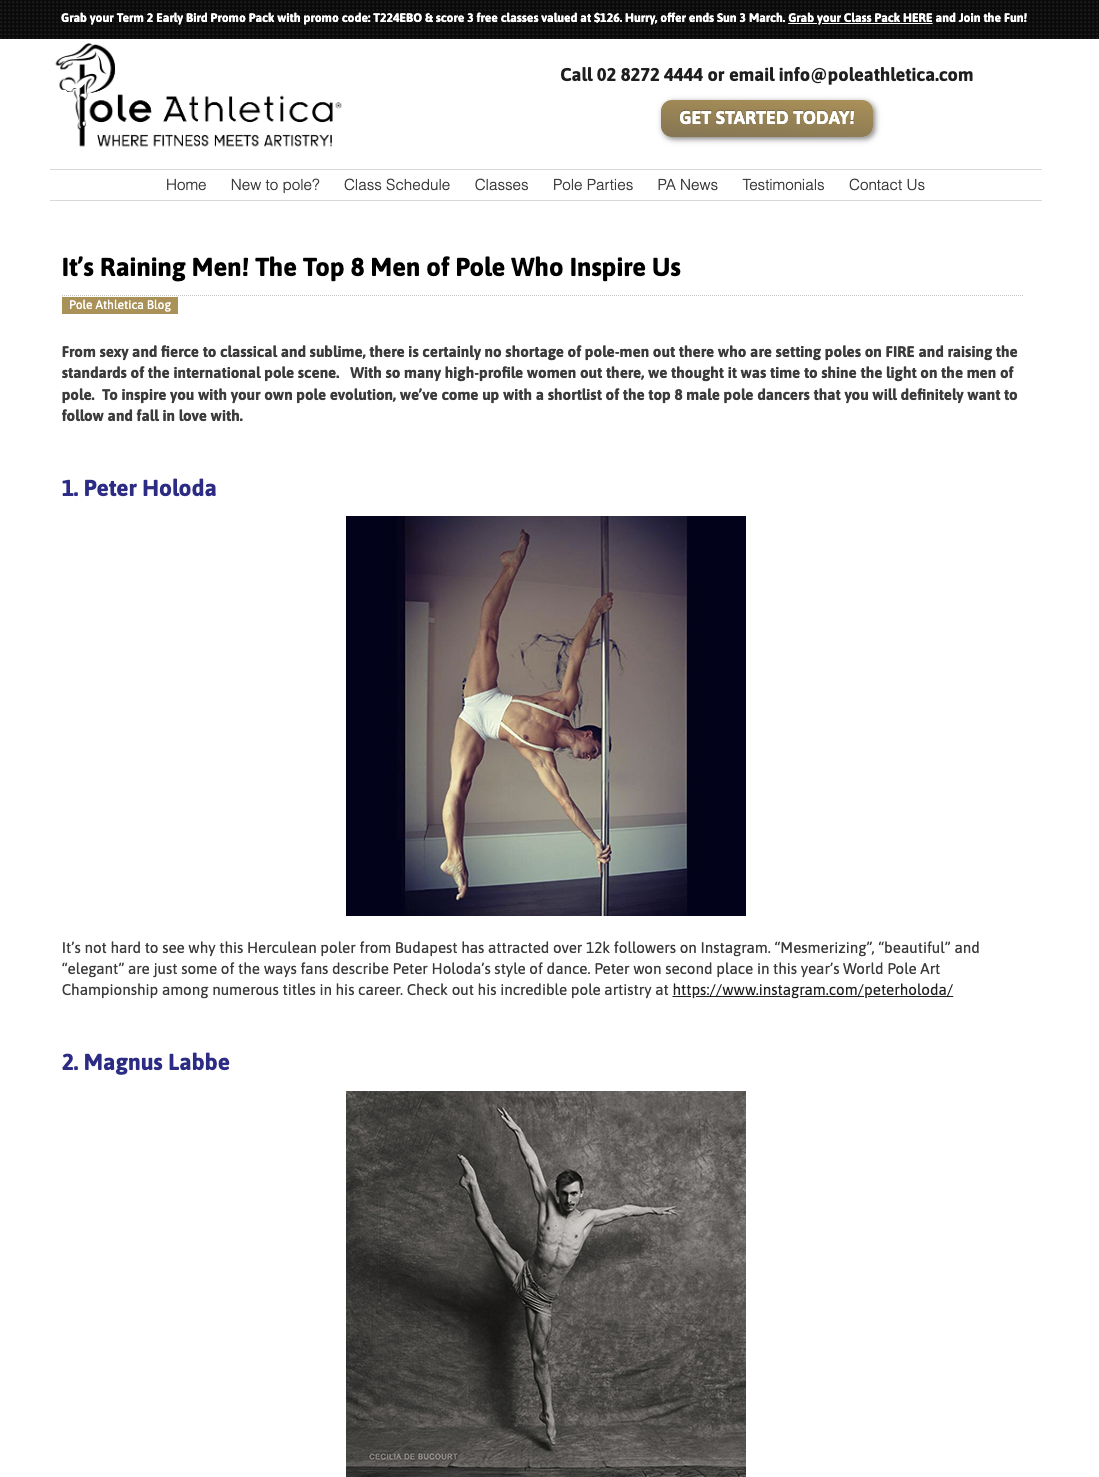 Grab your Term 2 Early Bird Promo Pack with promo code: T224EBO & score 3 free classes valued at $126. Hurry, offer ends Sun 3 March. Grab your Class Pack HERE and Join the Fun!
Pole Athletica®
WHERE FITNESS MEETS ARTISTRY!
Call 02 8272 4444 or email info@poleathletica.com
GET STARTED TODAY!
Home New to pole? Class Schedule Classes Pole Parties PA News Testimonials Contact Us
It’s Raining Men! The Top 8 Men of Pole Who Inspire Us
Pole Athletica Blog
From sexy and fierce to classical and sublime, there is certainly no shortage of pole-men out there who are setting poles on FIRE and raising the
standards of the international pole scene.   With so many high-profile women out there, we thought it was time to shine the light on the men of
pole.  To inspire you with your own pole evolution, we’ve come up with a shortlist of the top 8 male pole dancers that you will definitely want to
follow and fall in love with.
1. Peter Holoda
It’s not hard to see why this Herculean poler from Budapest has attracted over 12k followers on Instagram. “Mesmerizing”, “beautiful” and
“elegant” are just some of the ways fans describe Peter Holoda’s style of dance. Peter won second place in this year’s World Pole Art
Championship among numerous titles in his career. Check out his incredible pole artistry at https://www.instagram.com/peterholoda/
2. Magnus Labbe
CECILIA DE BUCOURT